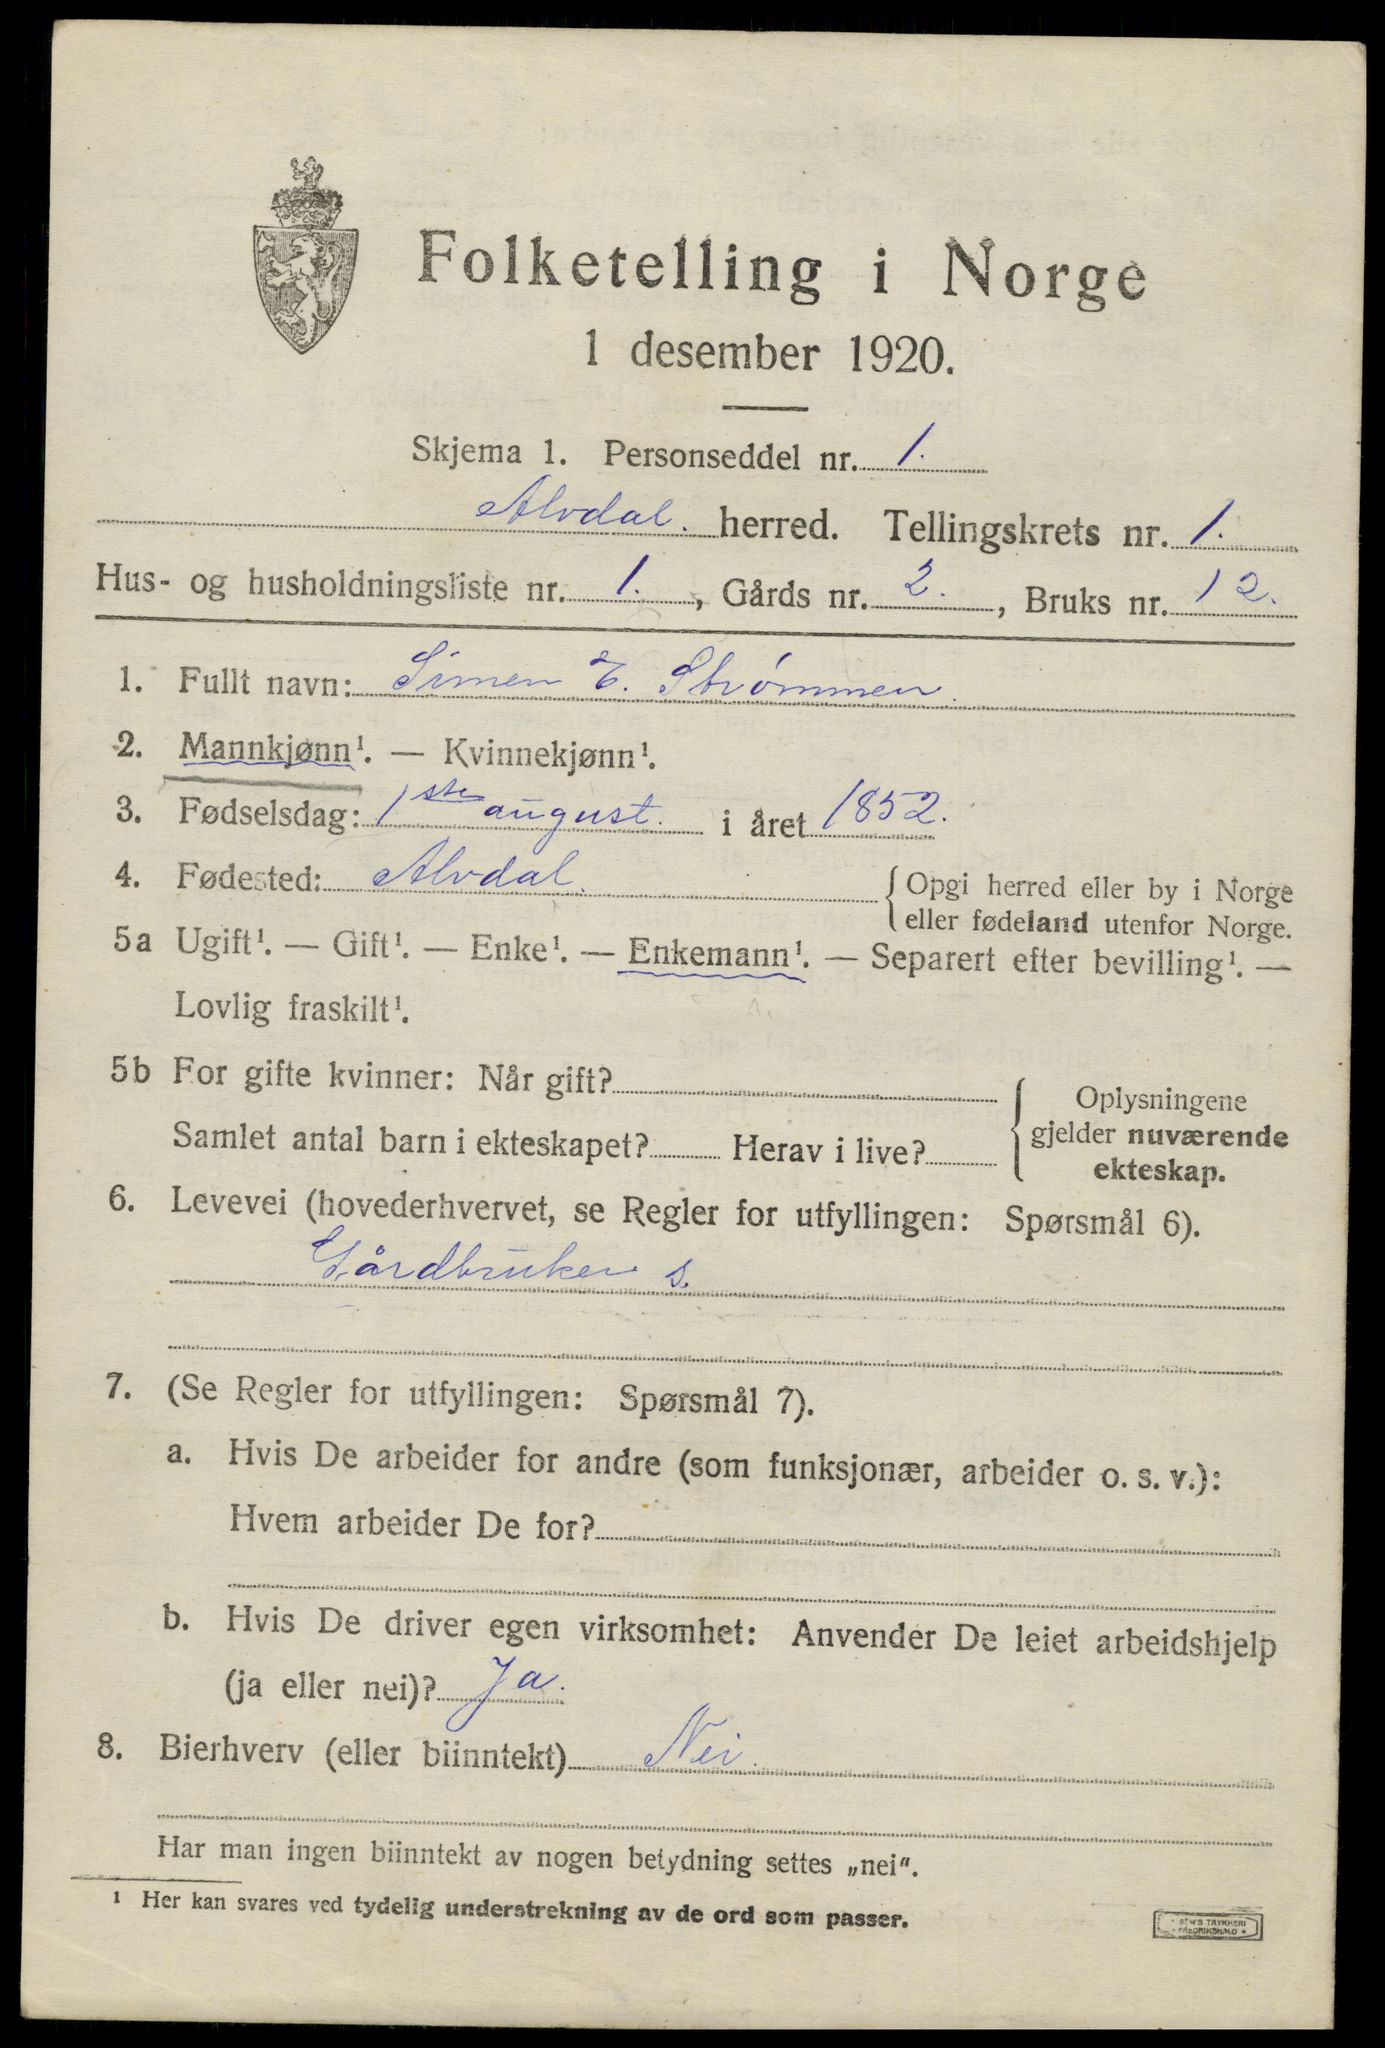 Folketelling i Norge
1 desember 1920.
Skjema 1. Personseddel nr. 1.
Alvdal. herred. Tellingskrets nr. 1.
Hus- og husholdningsliste nr. 1., Gårds nr. 2., Bruks nr. 12.
1. Fullt navn: Simen E. Strømmen.
2. Mannkjønn¹. — Kvinnekjønn¹.
3. Fødselsdag: 1ste august. i året 1852.
4. Fødested: Alvdal. {Opgi herred eller by i Norge
eller fødeland utenfor Norge.
5a Ugift¹. — Gift¹. — Enke¹. — Enkemann¹. — Separert efter bevilling¹. —
Lovlig fraskilt¹.
5b For gifte kvinner: Når gift?
Samlet antal barn i ekteskapet? Herav i live?
{Oplysningene
gjelder nuværende
ekteskap.
6. Levevei (hovederhvervet, se Regler for utfyllingen: Spørsmål 6).
Gårdbruker s.
7. (Se Regler for utfyllingen: Spørsmål 7).
a. Hvis De arbeider for andre (som funksjonær, arbeider o. s. v.):
Hvem arbeider De for?
b. Hvis De driver egen virksomhet: Anvender De leiet arbeidshjelp
(ja eller nei)? Ja.
8. Bierhverv (eller biinntekt) Nei.
Har man ingen biinntekt av nogen betydning settes „nei".
¹ Her kan svares ved tydelig understrekning av de ord som passer.
TRYKKERI
FREDRIKSHALD